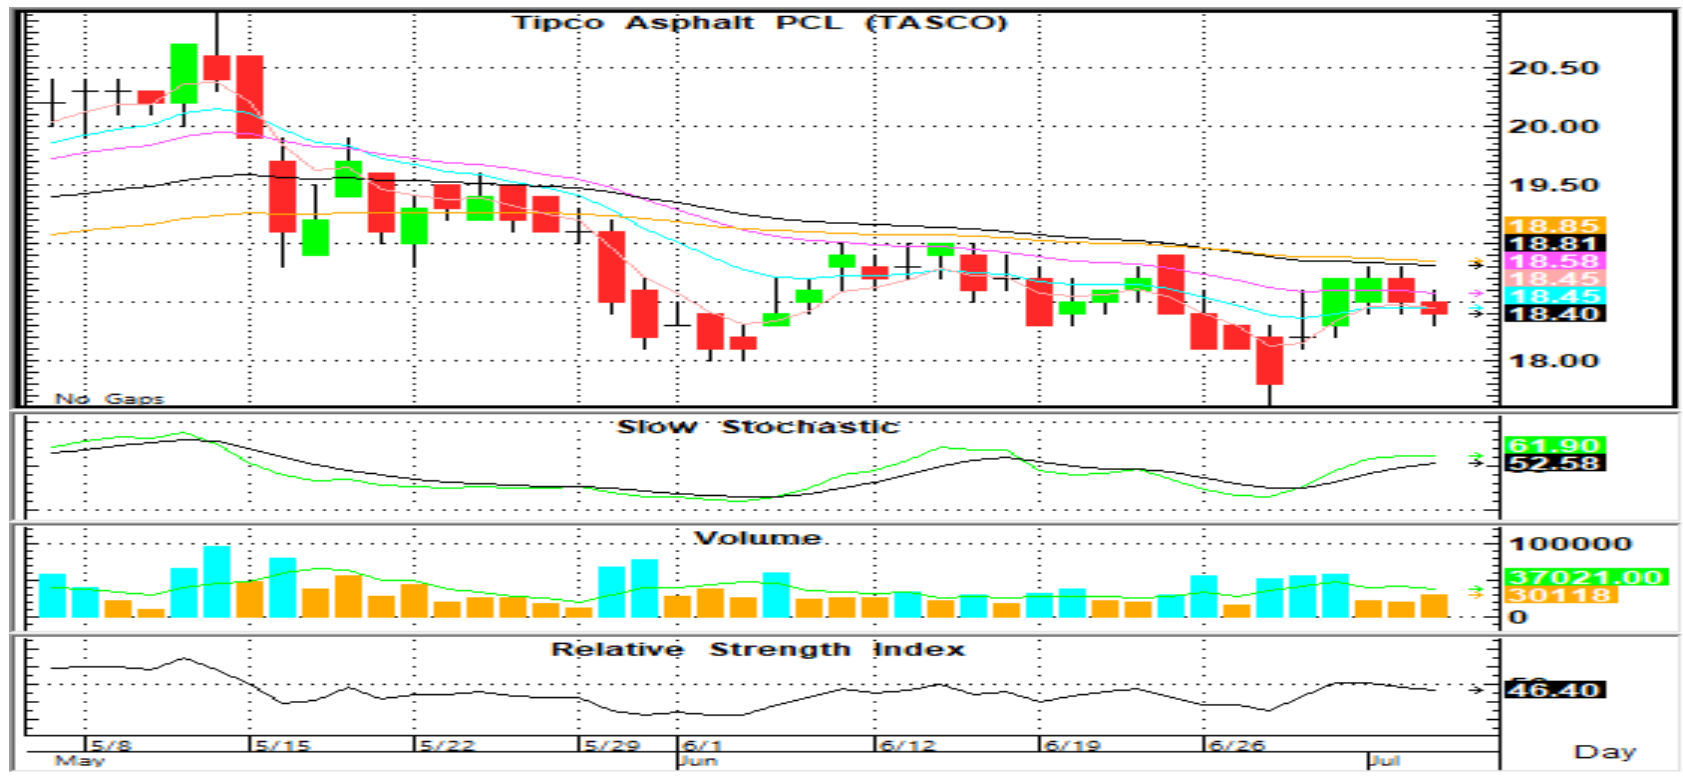 Tipco Asphalt PCL (TASCO)
20.50
20.00
19.50
18.85
18.81
18.58
18.45
18.45
18.40
18.00
No Gaps
Slow Stochastic
61.90
52.58
Volume
100000
37021.00
30118
0
Relative Strength Index
46.40
5/8 5/15 5/22 5/29 6/1 6/12 6/19 6/26
May Jun Jul
Day